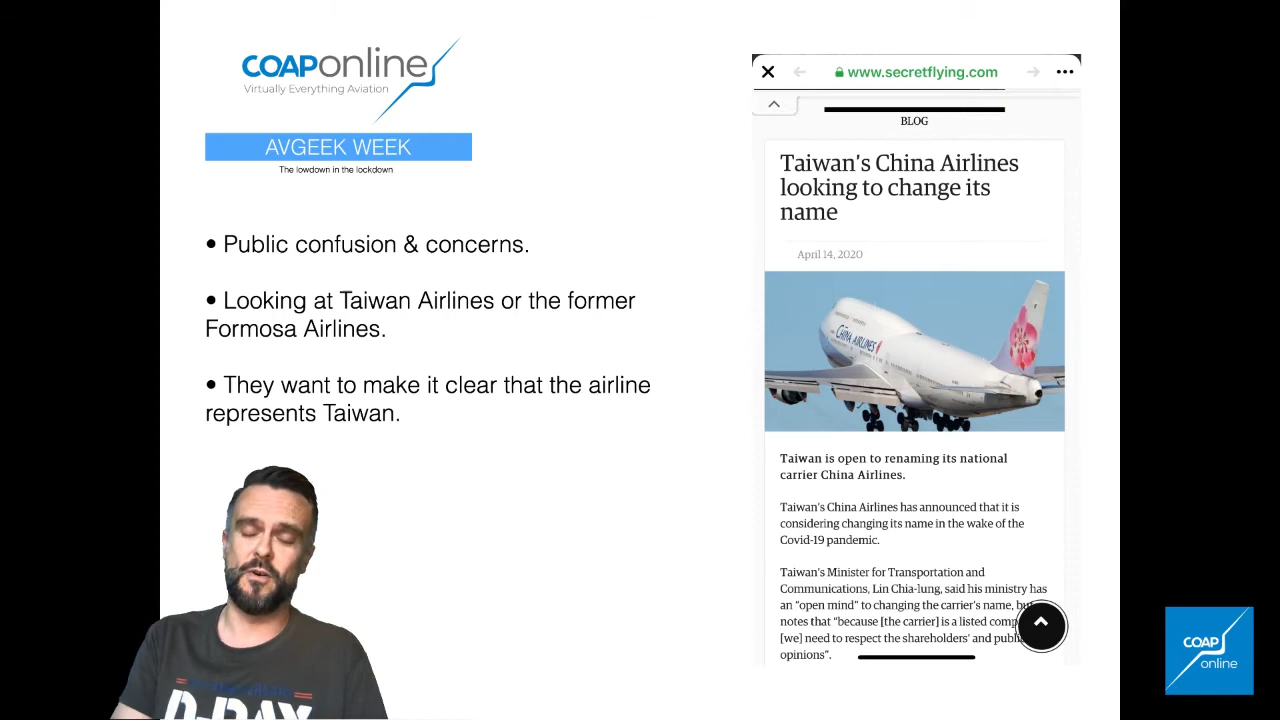 COAPonline
Virtually Everything Aviation
AVGEEK WEEK
The lowdown in the lockdown
• Public confusion & concerns.
• Looking at Taiwan Airlines or the former
Formosa Airlines.
• They want to make it clear that the airline
represents Taiwan.
www.secretflying.com
BLOG
Taiwan's China Airlines
looking to change its
name
April 14, 2020
CHINA AIRLINES
Taiwan is open to renaming its national
carrier China Airlines.
Taiwan's China Airlines has announced that it is
considering changing its name in the wake of the
Covid-19 pandemic.
Taiwan's Minister for Transportation and
Communications, Lin Chia-lung, said his ministry has
an “open mind” to changing the carrier's name,
notes that “because [the carrier] is a listed
[we] need to respect the shareholders' and
opinions”.
D-DAY
COAP
online